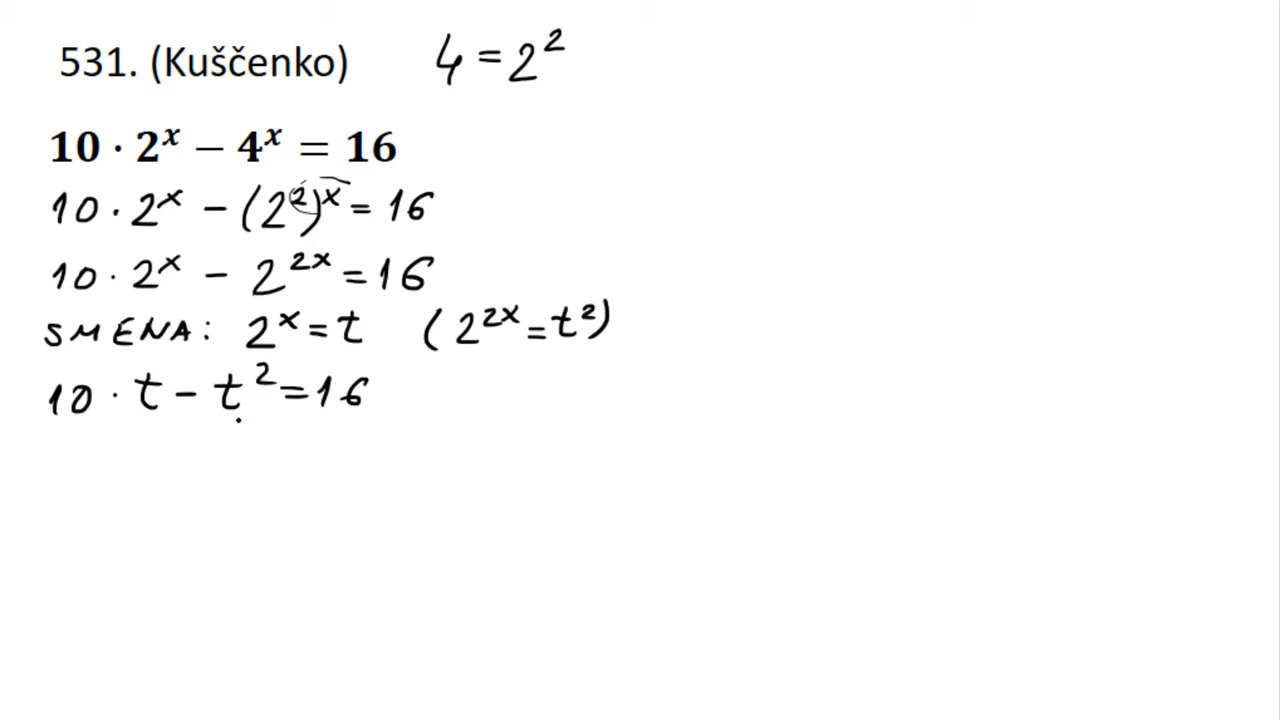 531. (Kuščenko) 4 = 2²
10 · 2ˣ − 4ˣ = 16
10 · 2ˣ − (2²)ˣ = 16
10 · 2ˣ − 2²ˣ = 16
SMENA: 2ˣ = t (2²ˣ = t²)
10 · t − t² = 16